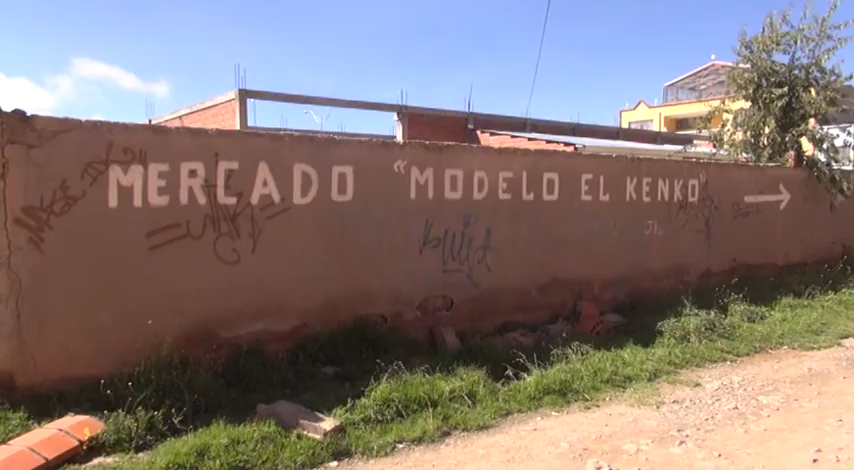 MERCADO "MODELO EL KENKO →